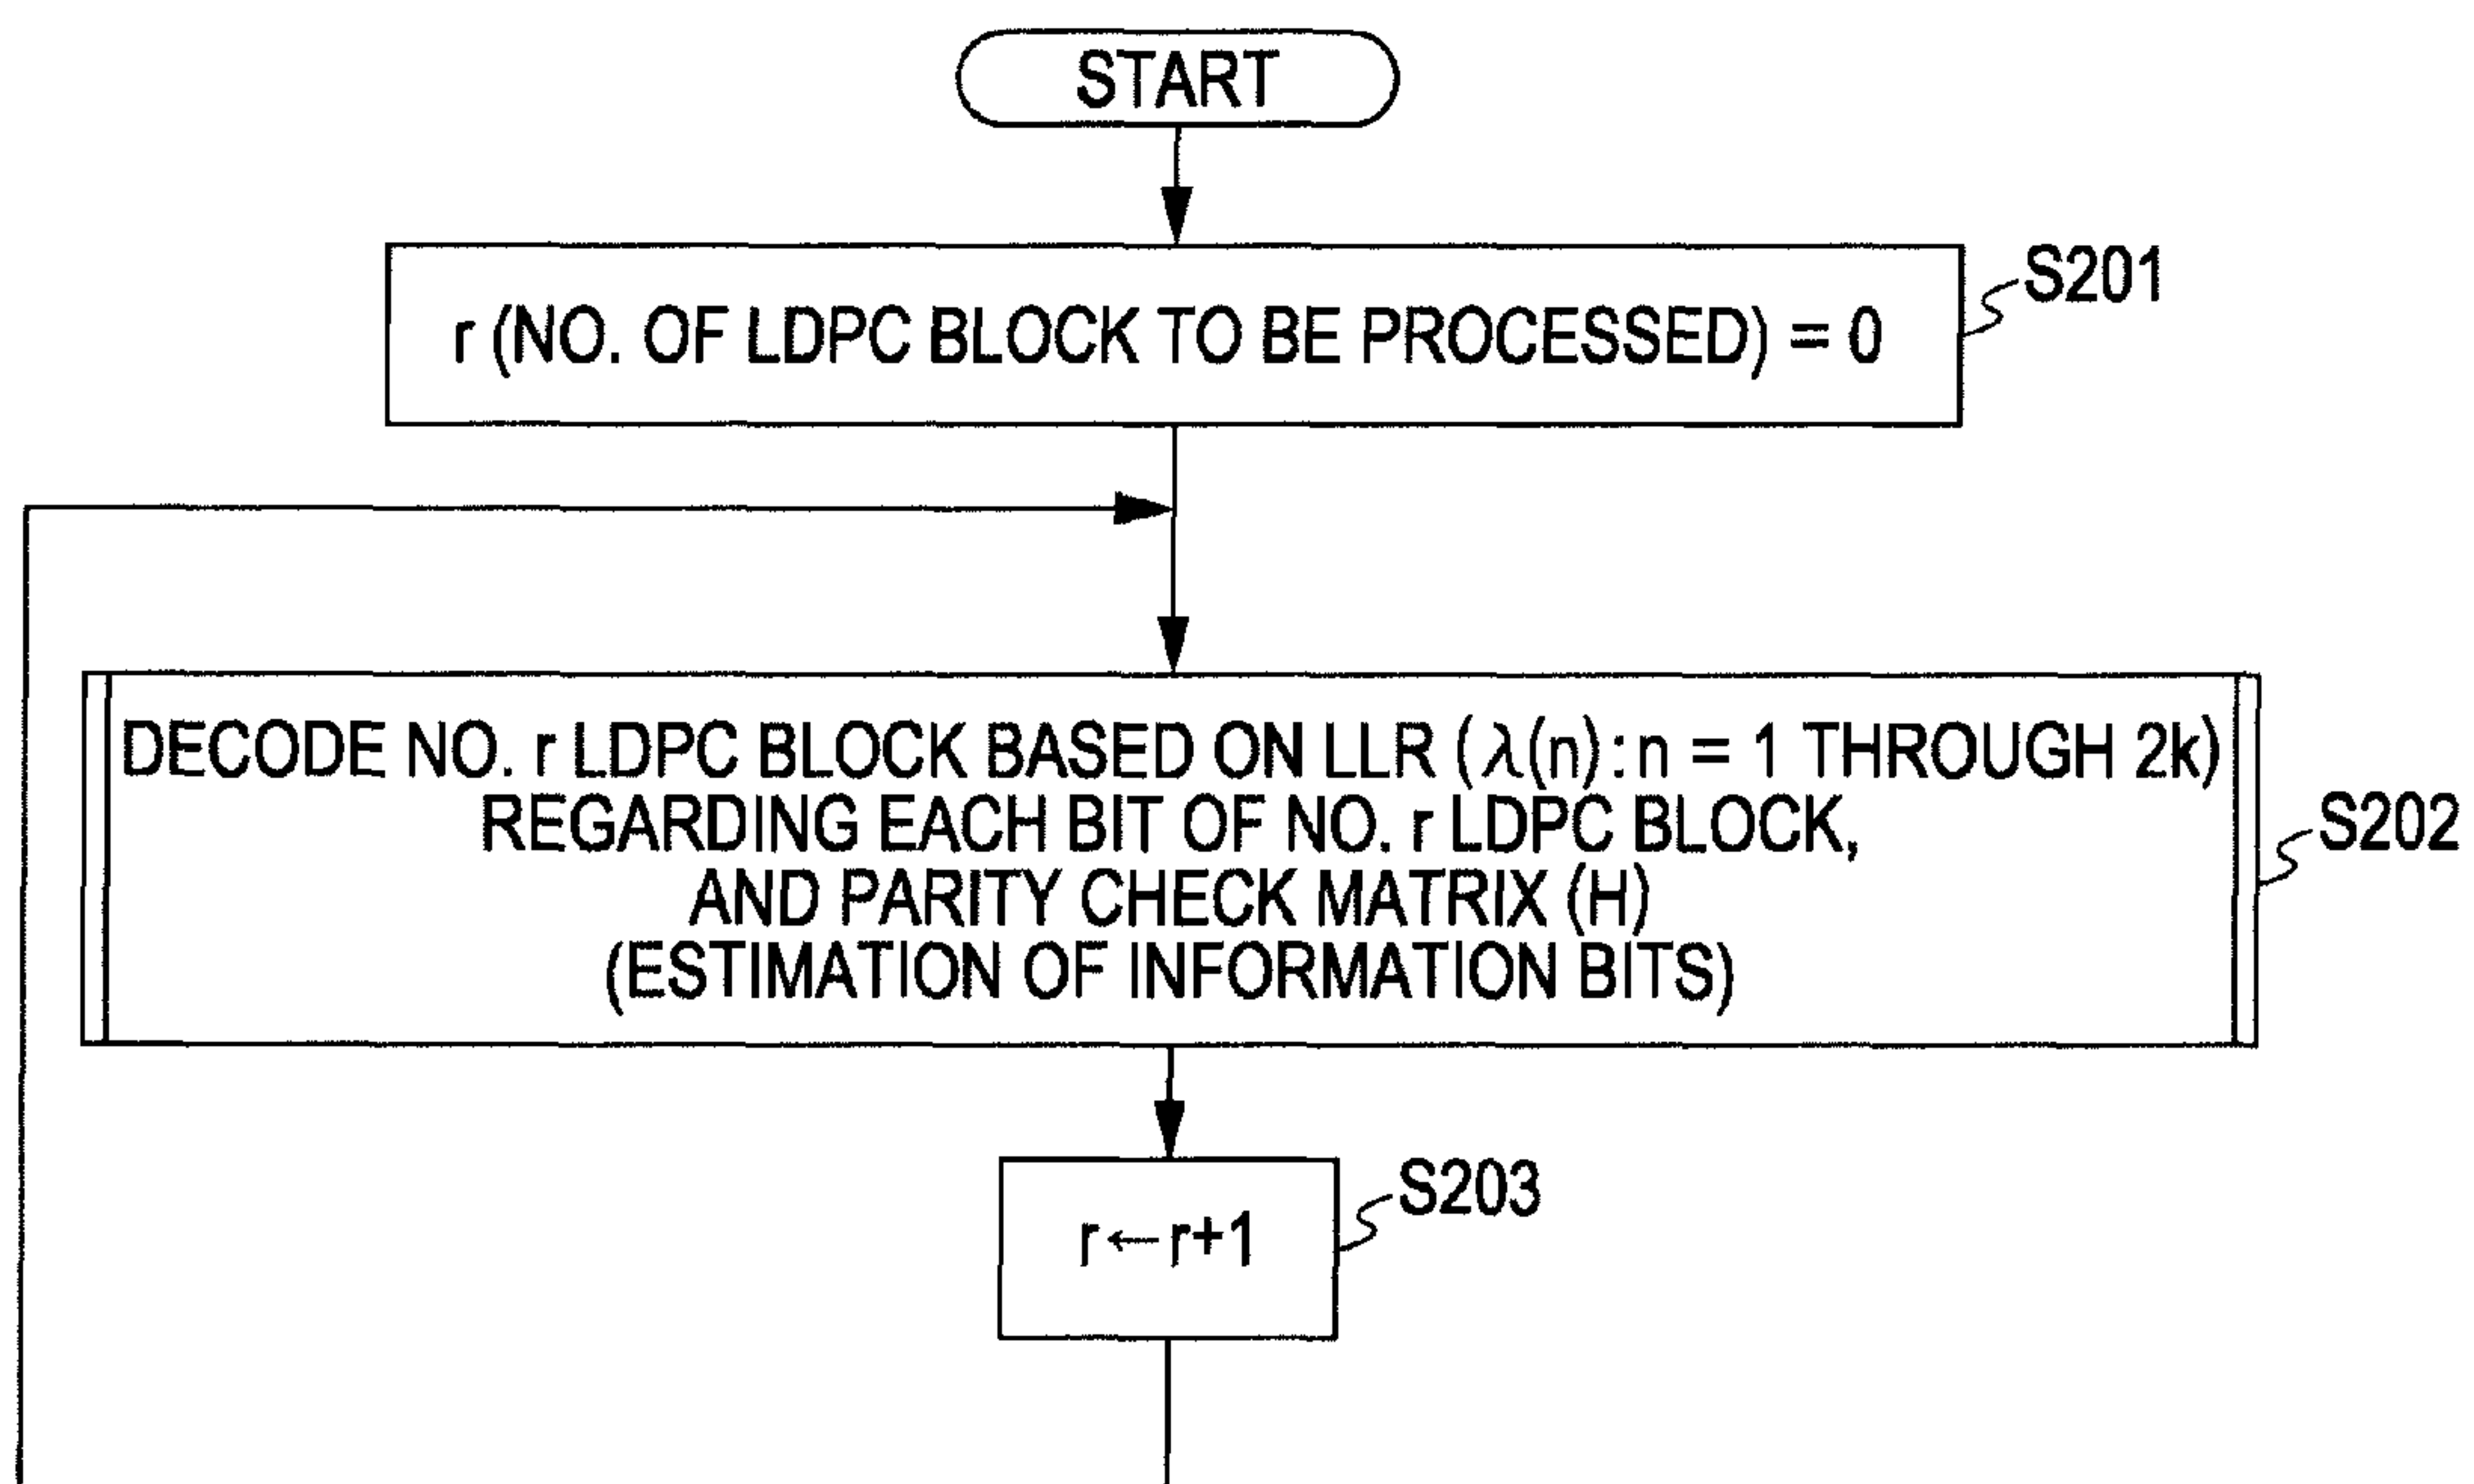 START
r (NO. OF LDPC BLOCK TO BE PROCESSED) = 0
S201
DECODE NO. r LDPC BLOCK BASED ON LLR (λ(n):n = 1 THROUGH 2k)
REGARDING EACH BIT OF NO. r LDPC BLOCK,
AND PARITY CHECK MATRIX (H)
(ESTIMATION OF INFORMATION BITS)
S202
r←r+1
S203